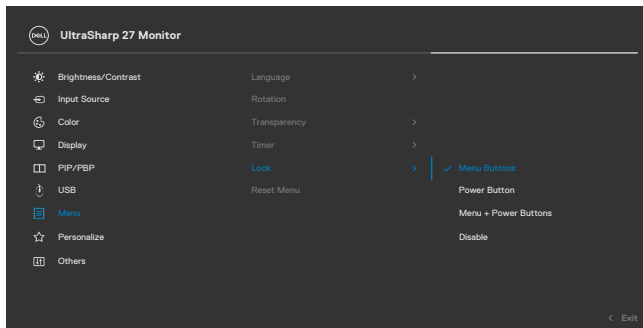 DELL
UltraSharp 27 Monitor
Brightness/Contrast
Input Source
Color
Display
PIP/PBP
USB
Menu
Personalize
Others
Language
Rotation
Transparency
Timer
Lock
Reset Menu
Menu Buttons
Power Button
Menu + Power Buttons
Disable
Exit